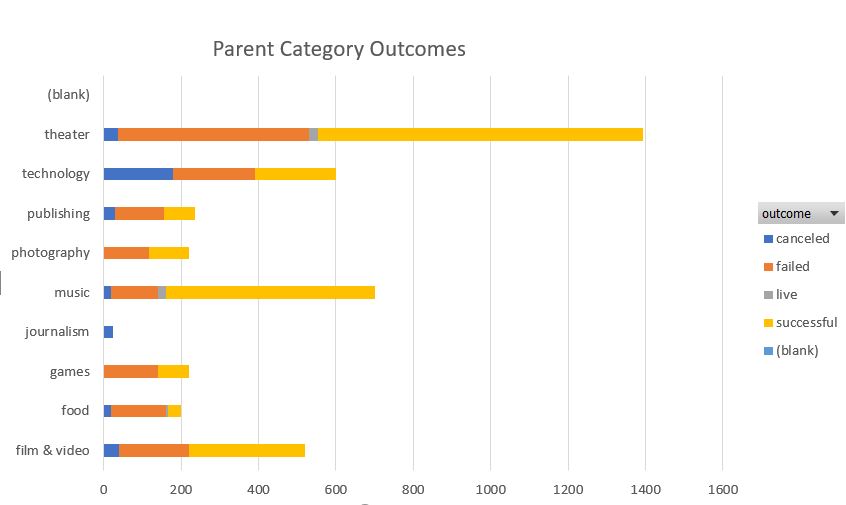 Parent Category Outcomes
(blank)
theater
technology
publishing
photography
music
journalism
games
food
film & video
0 200 400 600 800 1000 1200 1400 1600
outcome
canceled
failed
live
successful
(blank)